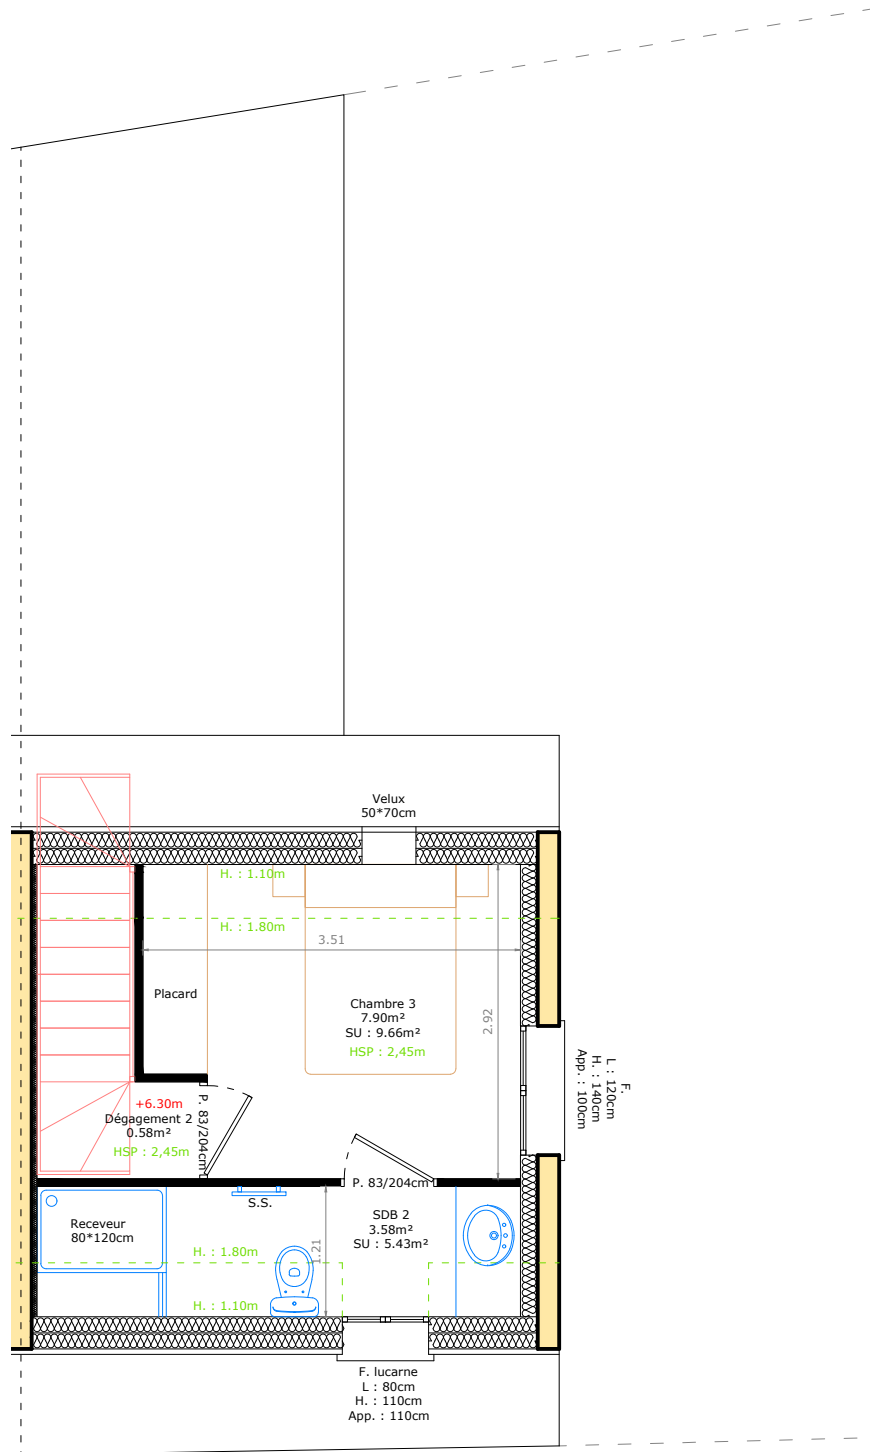 Velux
50*70cm
H. : 1.10m
H. : 1.80m
3.51
Placard
Chambre 3
7.90m²
SU : 9.66m²
HSP : 2,45m
2.92
F.
L : 120cm
H. : 140cm
App. : 100cm
+6.30m
Dégagement 2
0.58m²
HSP : 2,45m
P. 83/204cm
P. 83/204cm
S.S.
Receveur
80*120cm
SDB 2
3.58m²
SU : 5.43m²
1.21
H. : 1.80m
H. : 1.10m
F. lucarne
L : 80cm
H. : 110cm
App. : 110cm